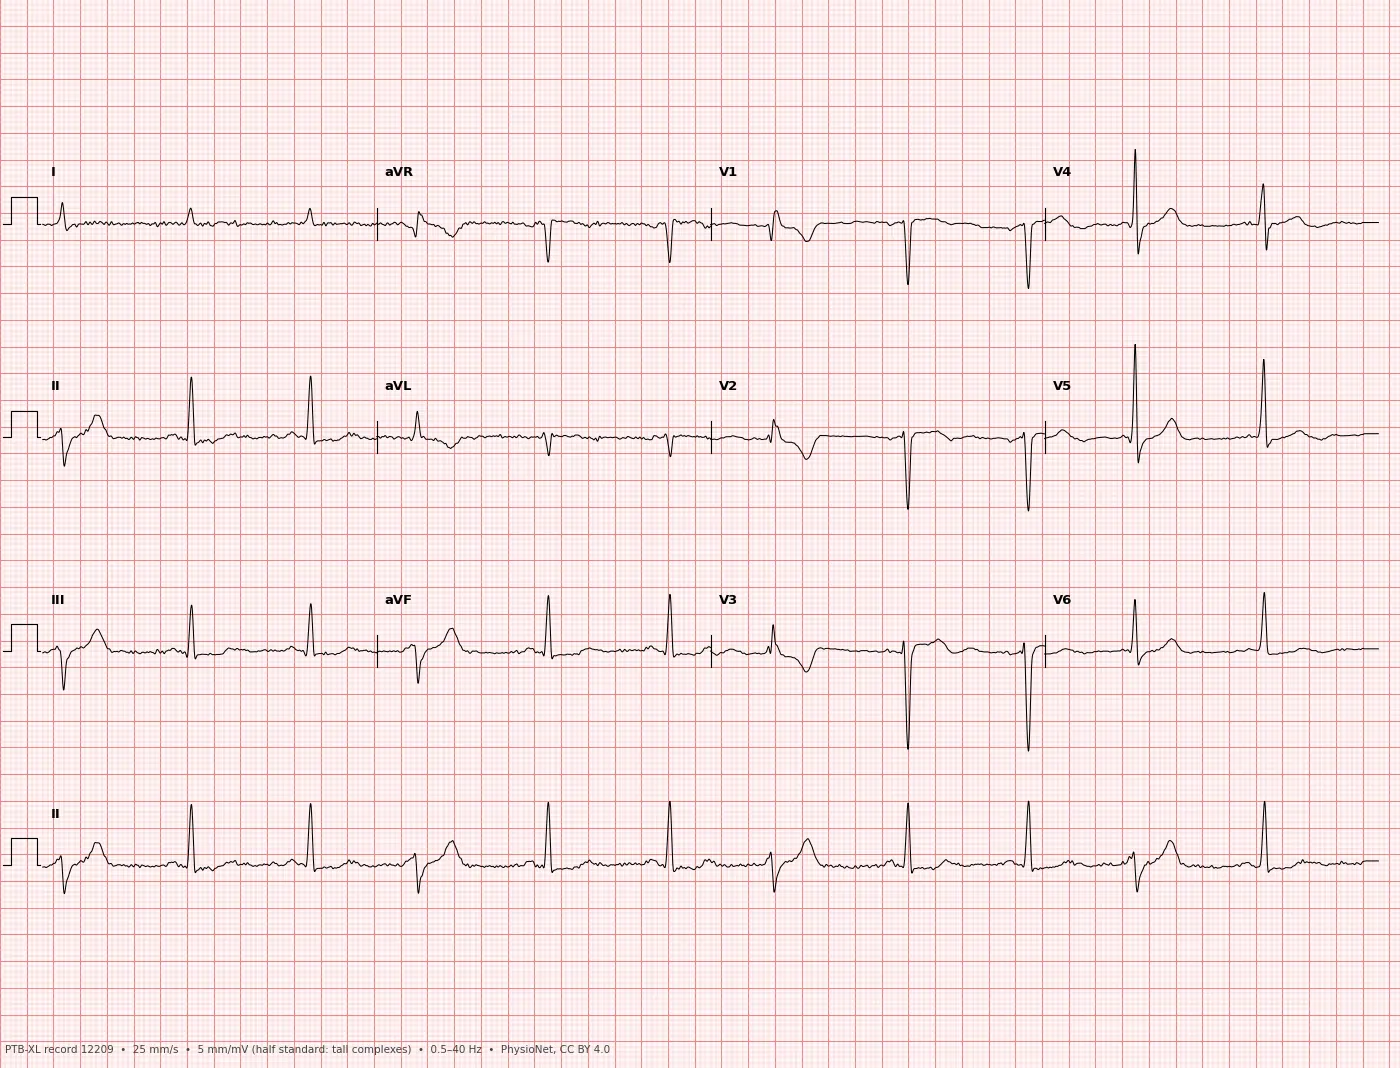 I aVR V1 V4
II aVL V2 V5
III aVF V3 V6
II
PTB-XL record 12209 • 25 mm/s • 5 mm/mV (half standard: tall complexes) • 0.5–40 Hz • PhysioNet, CC BY 4.0